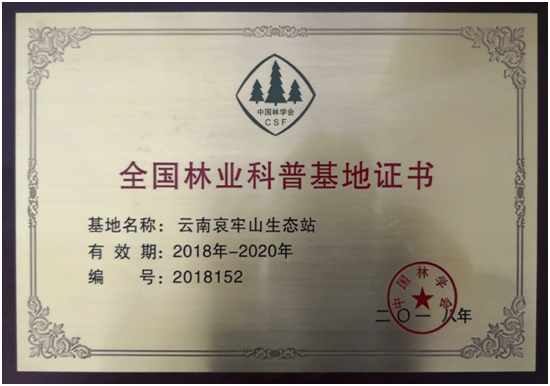 中国林学会
CSF
全国林业科普基地证书
基地名称：云南哀牢山生态站
有效期：2018年-2020年
编号：2018152
中国林学会
二〇一八年